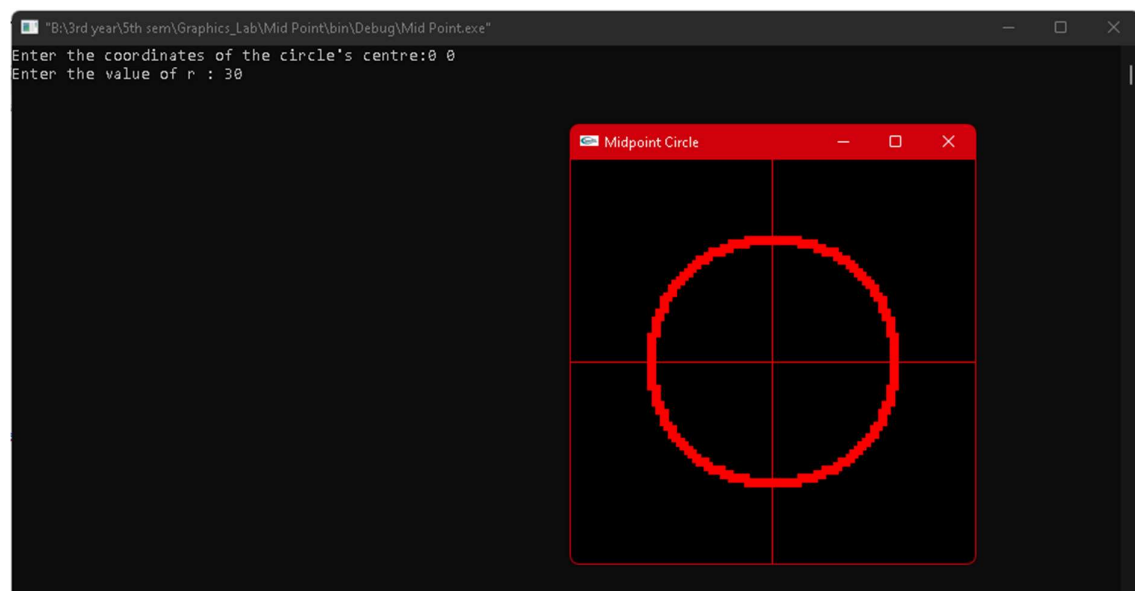 "B:\3rd year\5th sem\Graphics_Lab\Mid Point\bin\Debug\Mid Point.exe"
Enter the coordinates of the circle's centre:0 0
Enter the value of r : 30
Midpoint Circle